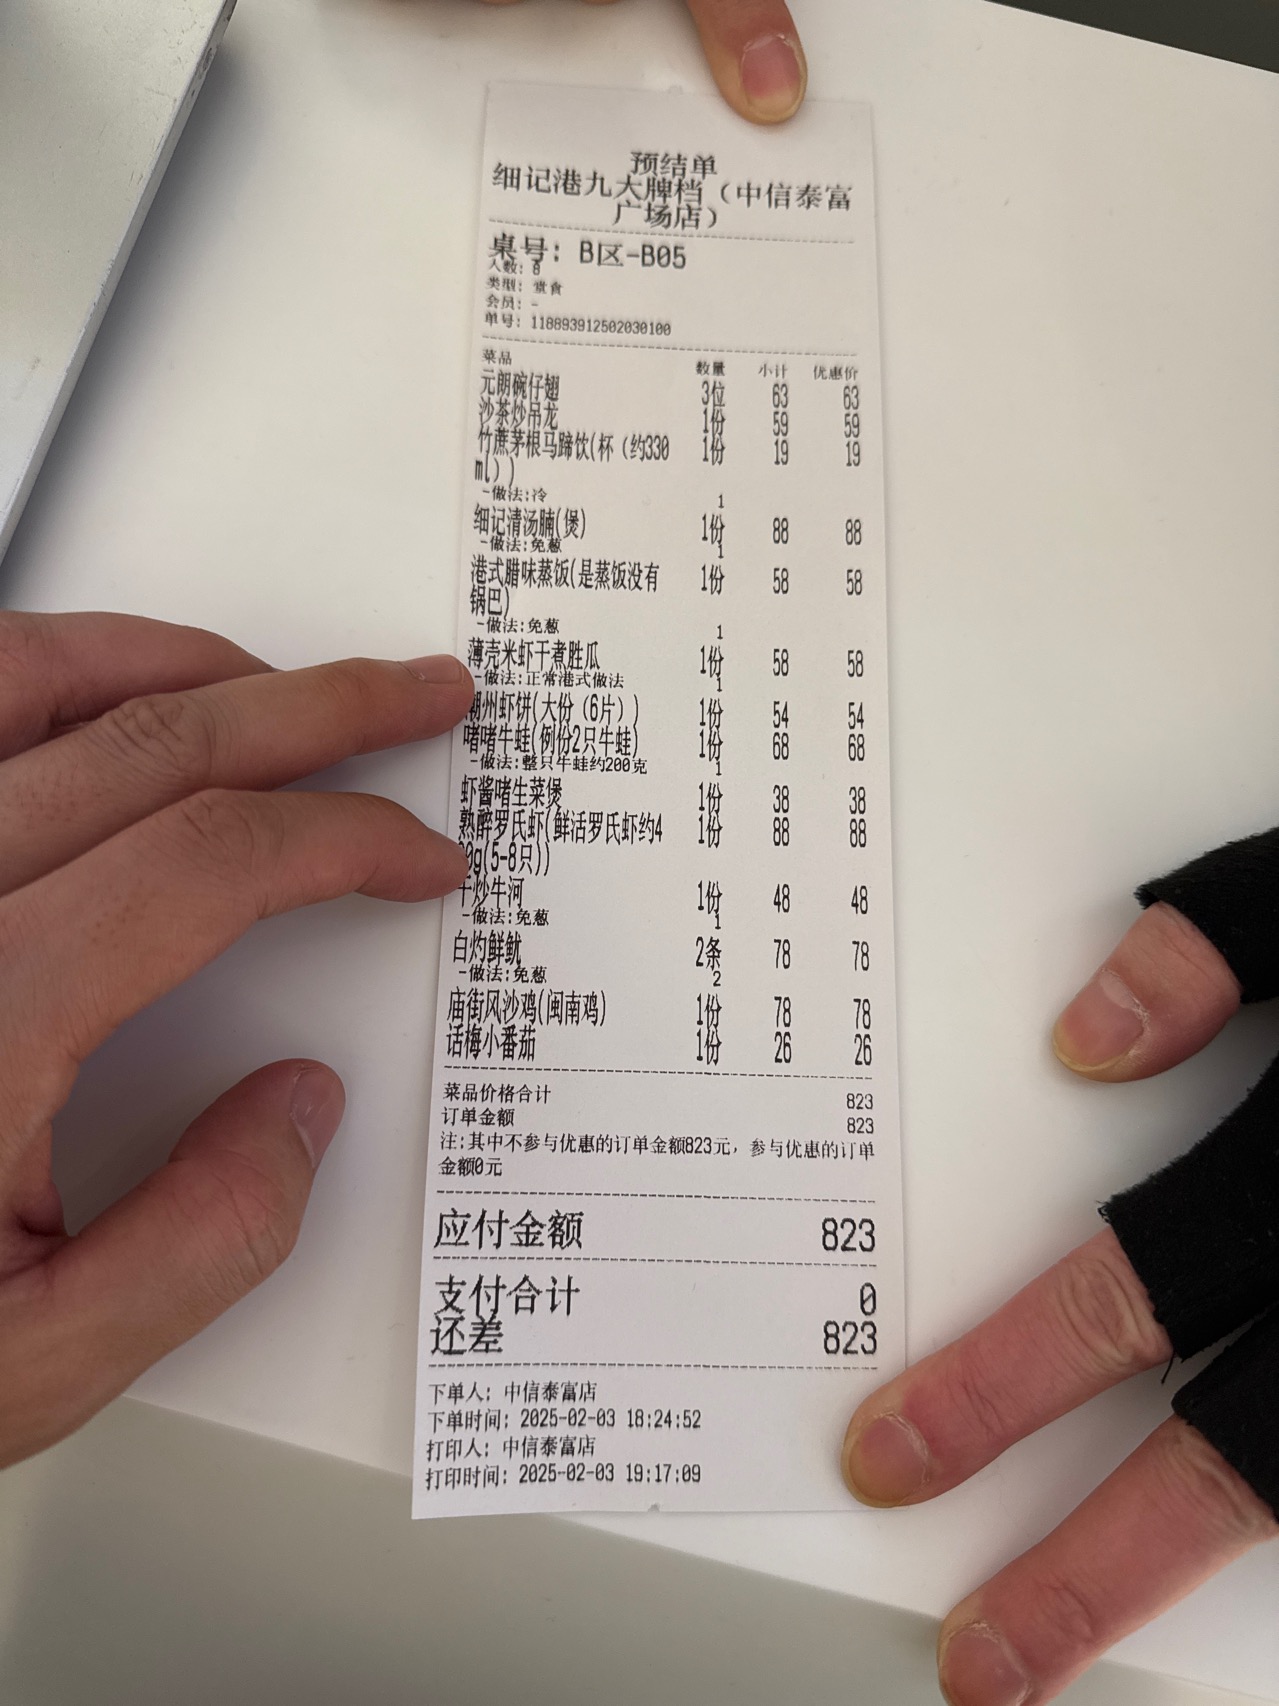 预结单
细记港九大牌档（中信泰富
广场店）
桌号: B区-B05
人数: 8
类型: 堂食
会员: -
单号: 118893912502030100
菜品 数量 小计 优惠价
元朗碗仔翅 3位 63 63
沙茶炒吊龙 1份 59 59
竹蔗茅根马蹄饮(杯（约330 1份 19 19
ml）)
-做法:冷 1
细记清汤腩(煲) 1份 88 88
-做法:免葱 1
港式腊味蒸饭(是蒸饭没有 1份 58 58
锅巴)
-做法:免葱 1
薄壳米虾干煮胜瓜 1份 58 58
-做法:正常港式做法 1
潮州虾饼(大份（6片）) 1份 54 54
啫啫牛蛙(例份2只牛蛙) 1份 68 68
-做法:整只牛蛙约200克 1
虾酱啫生菜煲 1份 38 38
熟醉罗氏虾(鲜活罗氏虾约4 1份 88 88
0g(5-8只))
干炒牛河 1份 48 48
-做法:免葱 1
白灼鲜鱿 2条 78 78
-做法:免葱 2
庙街风沙鸡(闽南鸡) 1份 78 78
话梅小番茄 1份 26 26
菜品价格合计 823
订单金额 823
注:其中不参与优惠的订单金额823元，参与优惠的订单
金额0元
应付金额 823
支付合计 0
还差 823
下单人: 中信泰富店
下单时间: 2025-02-03 18:24:52
打印人: 中信泰富店
打印时间: 2025-02-03 19:17:09